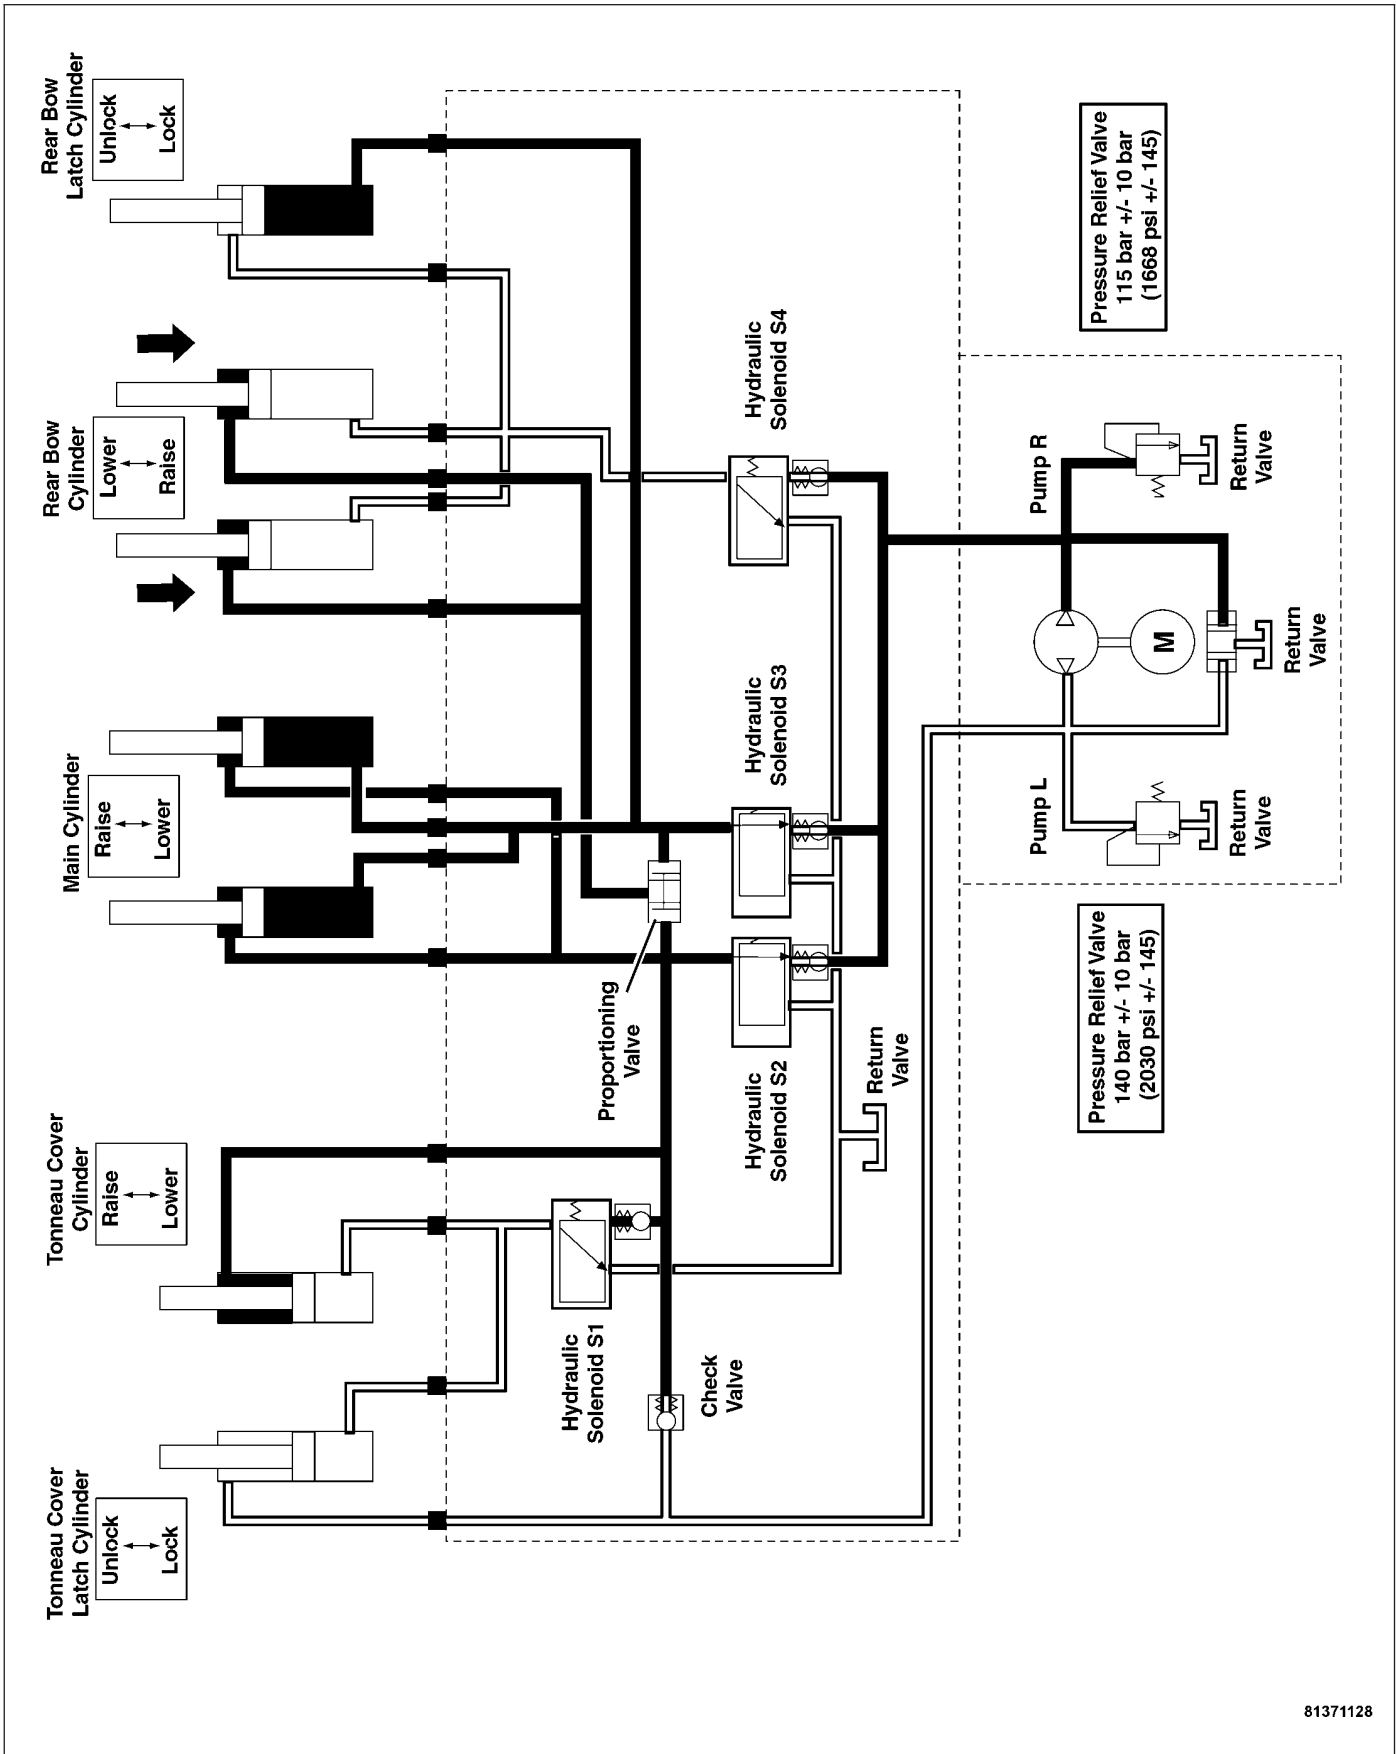 Tonneau Cover
Latch Cylinder
Unlock
Lock
Tonneau Cover
Cylinder
Raise
Lower
Main Cylinder
Raise
Lower
Rear Bow
Cylinder
Lower
Raise
Rear Bow
Latch Cylinder
Unlock
Lock
Hydraulic
Solenoid S1
Check
Valve
Proportioning
Valve
Hydraulic
Solenoid S2
Return
Valve
Hydraulic
Solenoid S3
Hydraulic
Solenoid S4
Pump L
Return
Valve
M
Return
Valve
Pump R
Return
Valve
Pressure Relief Valve
140 bar +/- 10 bar
(2030 psi +/- 145)
Pressure Relief Valve
115 bar +/- 10 bar
(1668 psi +/- 145)
81371128